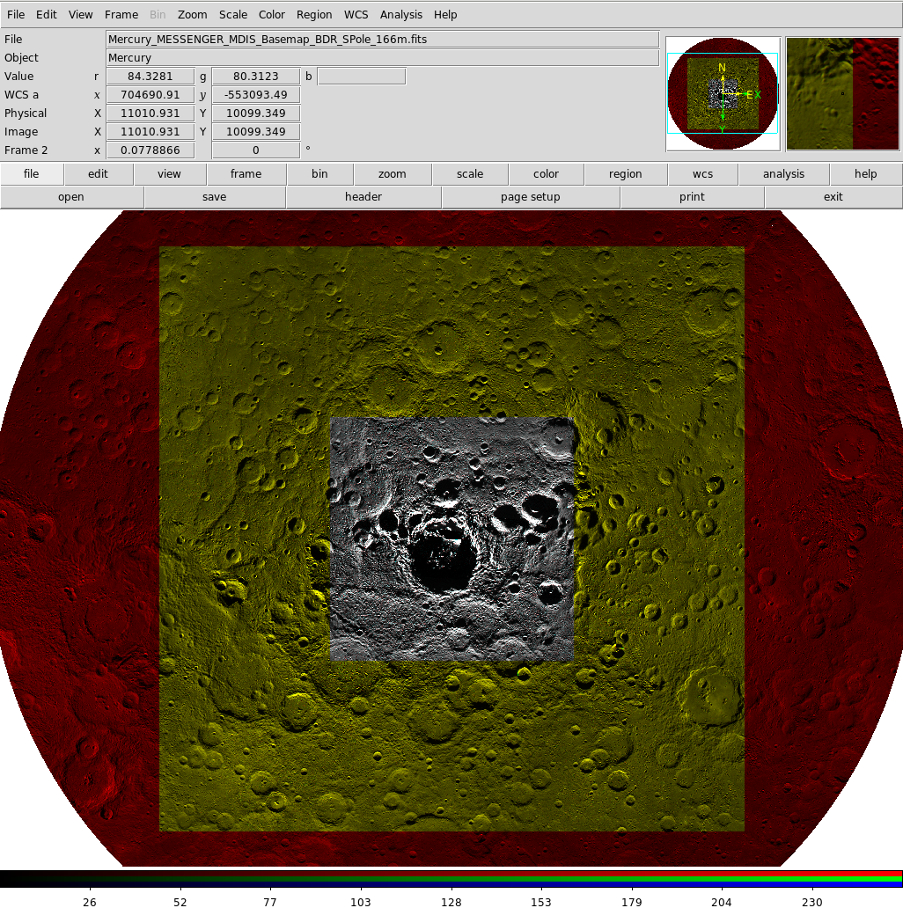 File Edit View Frame Bin Zoom Scale Color Region WCS Analysis Help
File Mercury_MESSENGER_MDIS_Basemap_BDR_SPole_166m.fits
Object Mercury
Value r 84.3281 g 80.3123 b
WCS a x 704690.91 y -553093.49
Physical X 11010.931 Y 10099.349
Image X 11010.931 Y 10099.349
Frame 2 x 0.0778866 0 °
N
E X
Y
file edit view frame bin zoom scale color region wcs analysis help
open save header page setup print exit
26 52 77 103 128 153 179 204 230